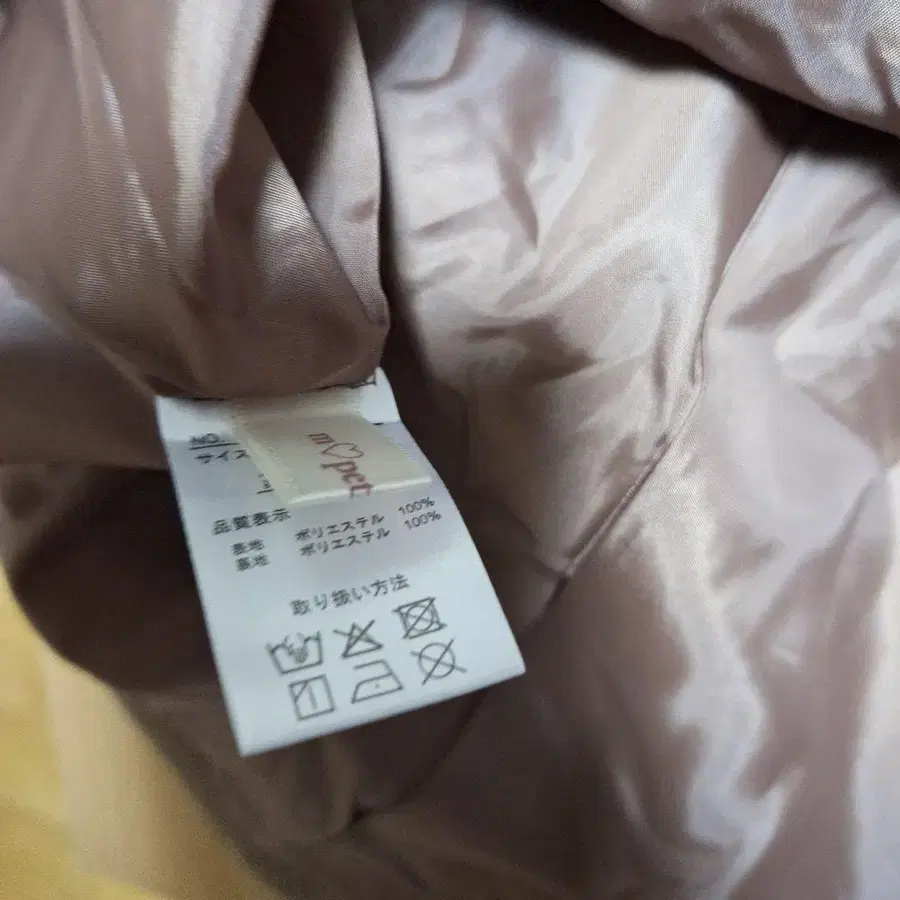 NO.
サイズ
m♡pet
品質表示
表地 ポリエステル 100%
裏地 ポリエステル 100%
取り扱い方法